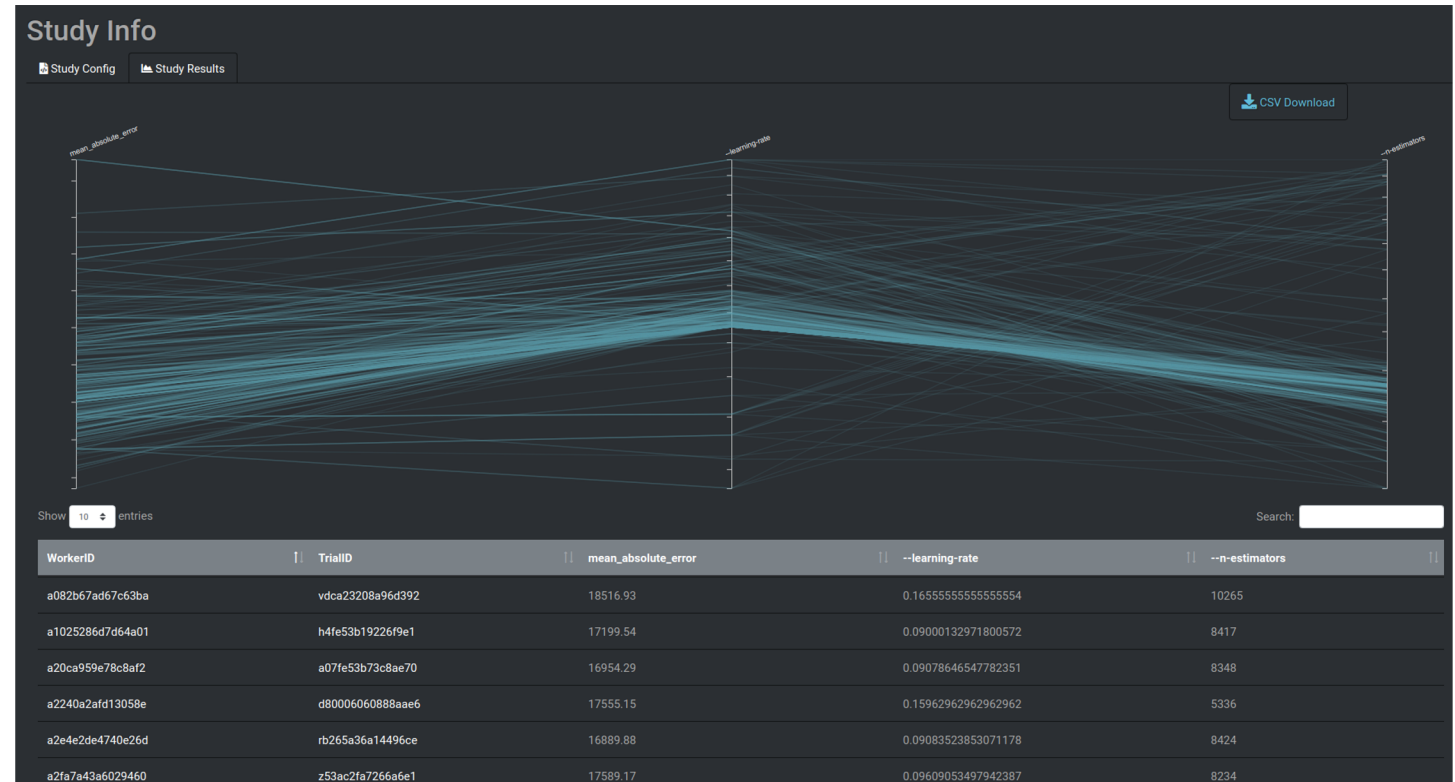 Study Info
Study Config Study Results
CSV Download
mean_absolute_error --learning-rate --n-estimators
Show 10 entries Search:
WorkerID TrialID mean_absolute_error --learning-rate --n-estimators
a082b67ad67c63ba vdca23208a96d392 18516.93 0.16555555555555554 10265
a1025286d7d64a01 h4fe53b19226f9e1 17199.54 0.09000132971800572 8417
a20ca959e78c8af2 a07fe53b73c8ae70 16954.29 0.09078646547782351 8348
a2240a2afd13058e d80006060888aae6 17555.15 0.15962962962962962 5336
a2e4e2de4740e26d rb265a36a14496ce 16889.88 0.09083523853071178 8424
a2fa7a43a6029460 z53ac2fa7266a6e1 17589.17 0.09609053497942387 8234